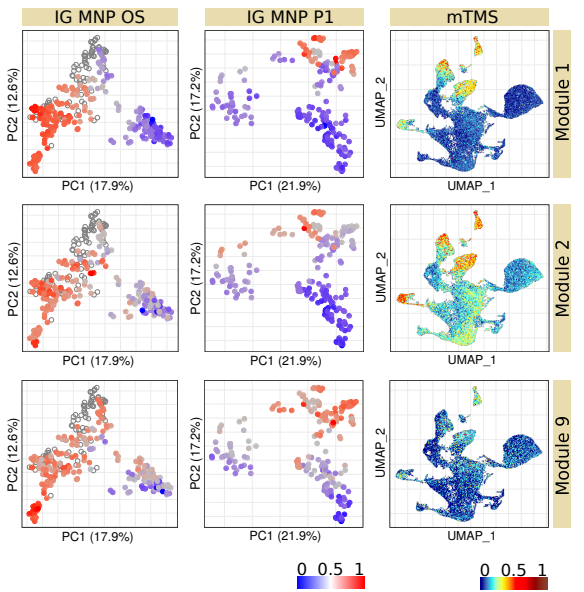 IG MNP OS
IG MNP P1
mTMS
PC2 (12.6%)
PC1 (17.9%)
PC2 (17.2%)
PC1 (21.9%)
UMAP_2
UMAP_1
Module 1
PC2 (12.6%)
PC1 (17.9%)
PC2 (17.2%)
PC1 (21.9%)
UMAP_2
UMAP_1
Module 2
PC2 (12.6%)
PC1 (17.9%)
PC2 (17.2%)
PC1 (21.9%)
UMAP_2
UMAP_1
Module 9
0 0.5 1
0 0.5 1